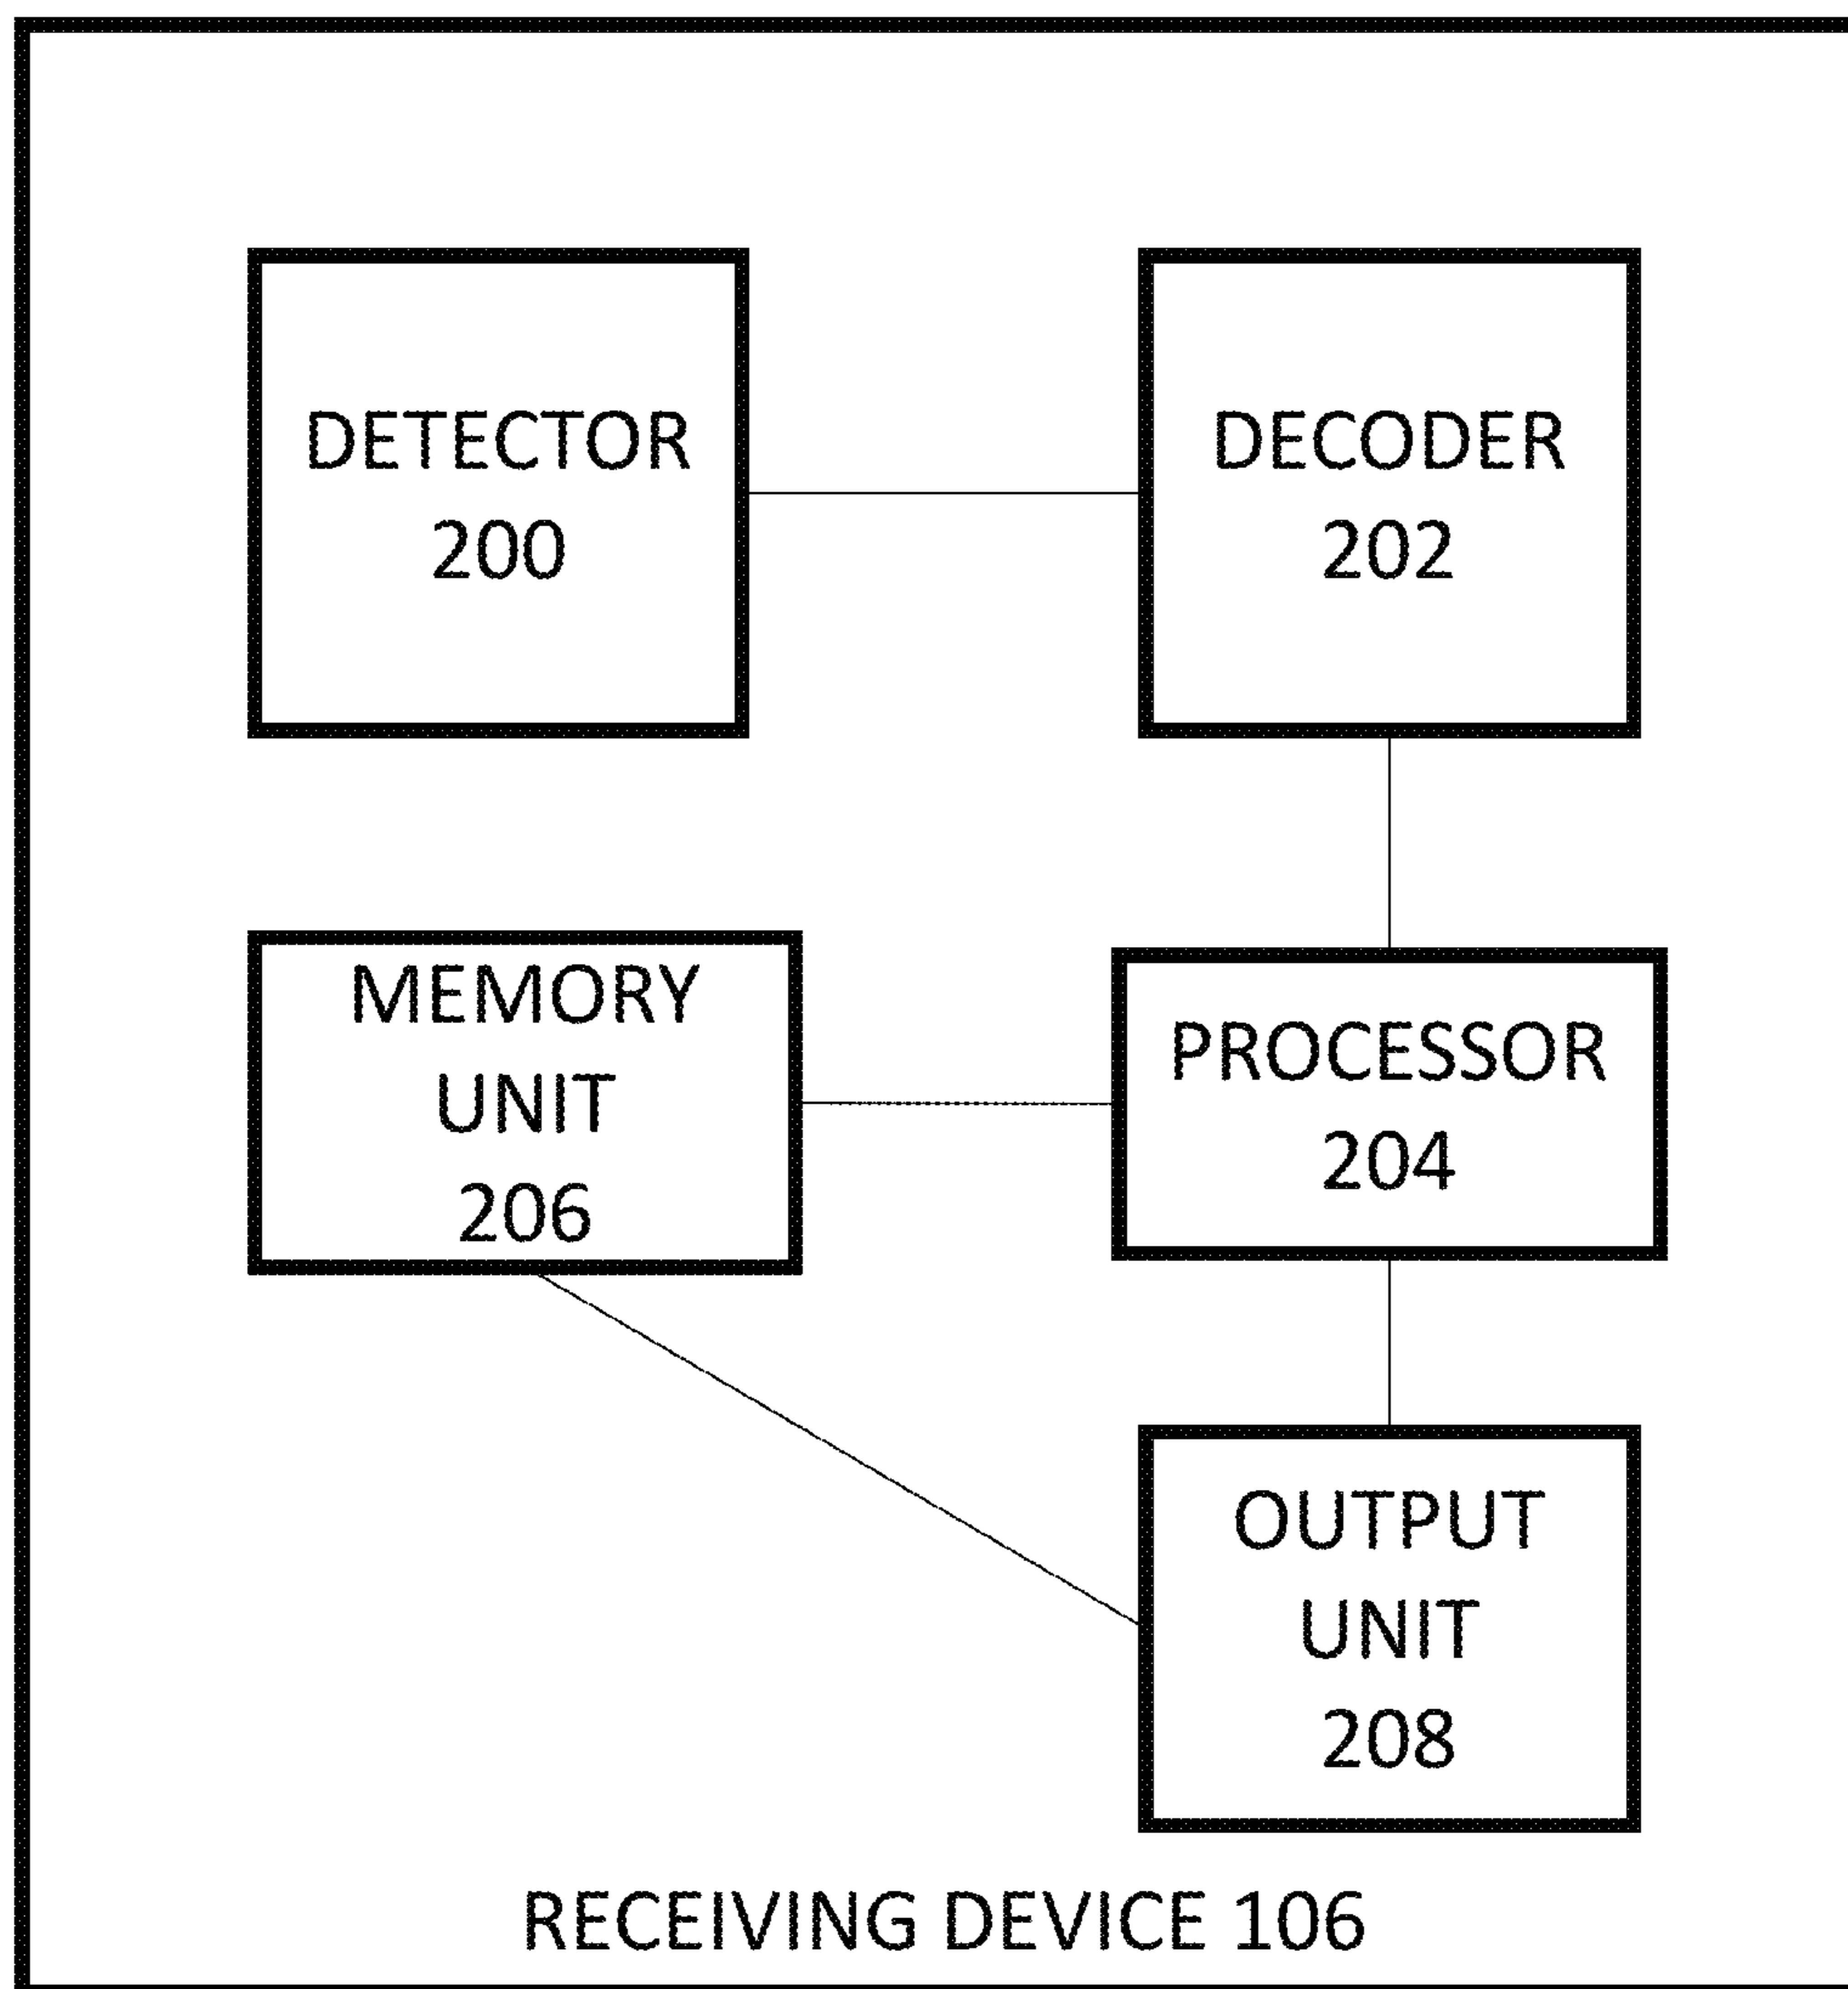 DETECTOR
200
DECODER
202
MEMORY
UNIT
206
PROCESSOR
204
OUTPUT
UNIT
208
RECEIVING DEVICE 106